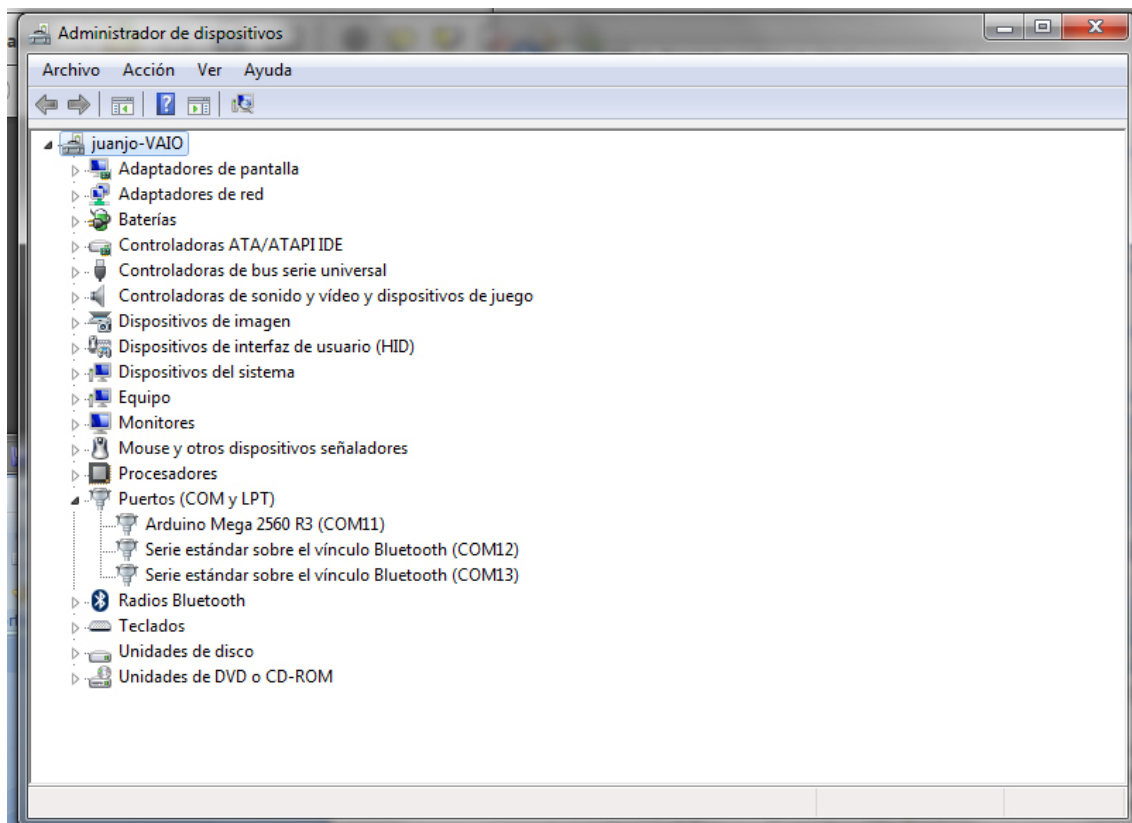 Administrador de dispositivos
Archivo Acción Ver Ayuda
juanjo-VAIO
Adaptadores de pantalla
Adaptadores de red
Baterías
Controladoras ATA/ATAPI IDE
Controladoras de bus serie universal
Controladoras de sonido y vídeo y dispositivos de juego
Dispositivos de imagen
Dispositivos de interfaz de usuario (HID)
Dispositivos del sistema
Equipo
Monitores
Mouse y otros dispositivos señaladores
Procesadores
Puertos (COM y LPT)
Arduino Mega 2560 R3 (COM11)
Serie estándar sobre el vínculo Bluetooth (COM12)
Serie estándar sobre el vínculo Bluetooth (COM13)
Radios Bluetooth
Teclados
Unidades de disco
Unidades de DVD o CD-ROM